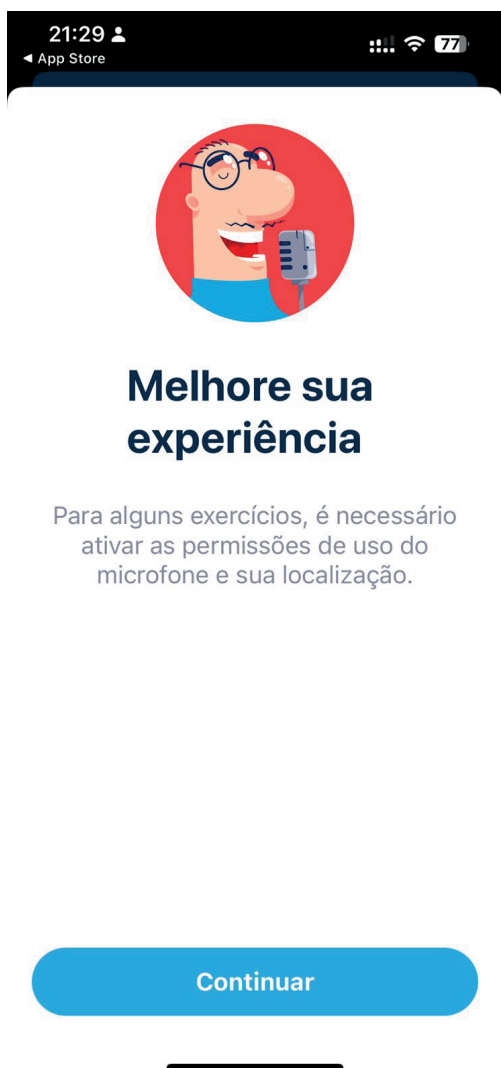 21:29
77
◀ App Store
Melhore sua
experiência
Para alguns exercícios, é necessário
ativar as permissões de uso do
microfone e sua localização.
Continuar